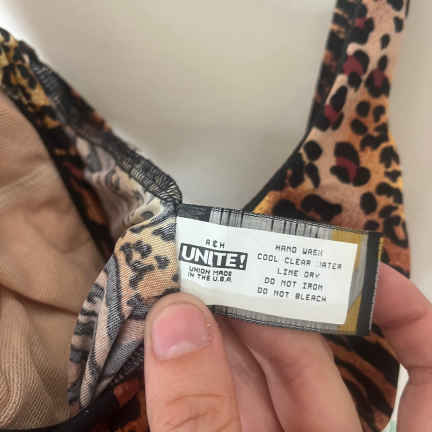 R & H
UNITE!
UNION MADE
IN THE U.S.A.
HAND WASH
COOL CLEAR WATER
LINE DRY
DO NOT IRON
DO NOT BLEACH